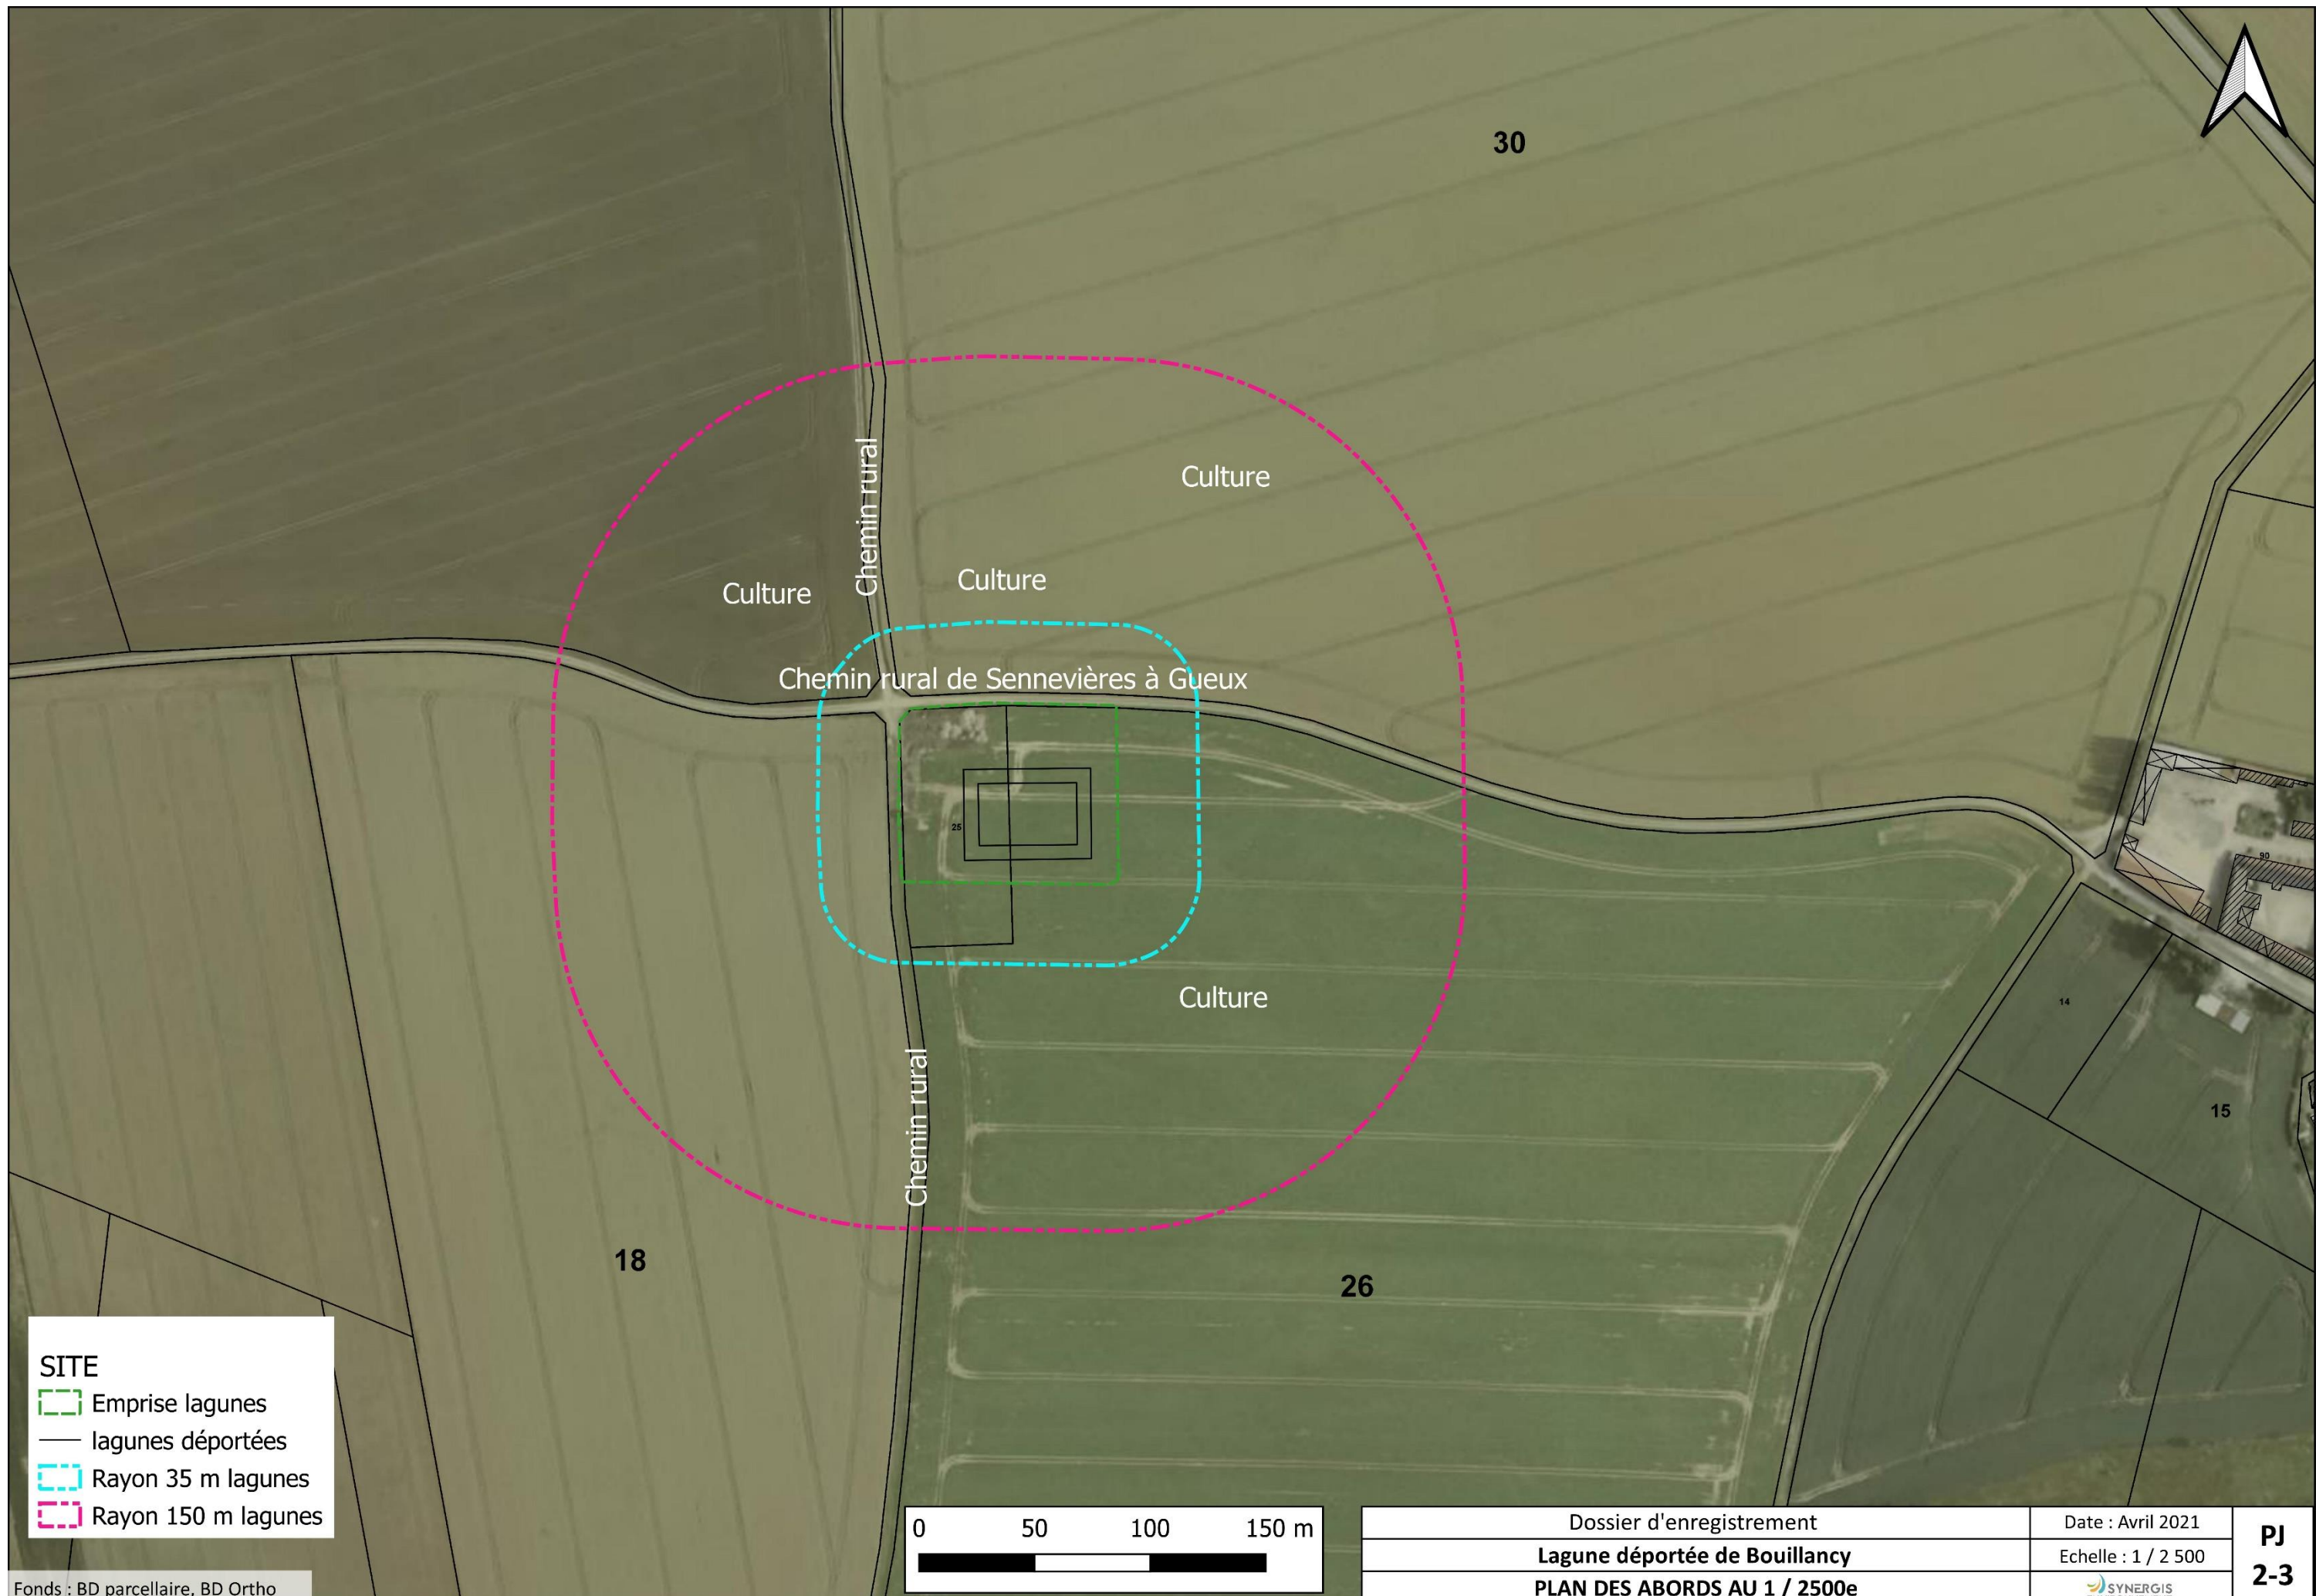 30
Culture
Chemin rural
Culture
Culture
Chemin rural de Sennevières à Gueux
25
90
Culture
14
Chemin rural
15
18
26
SITE
Emprise lagunes
lagunes déportées
Rayon 35 m lagunes
Rayon 150 m lagunes
Fonds : BD parcellaire, BD Ortho
0 50 100 150 m
Dossier d'enregistrement
Lagune déportée de Bouillancy
PLAN DES ABORDS AU 1 / 2500e
Date : Avril 2021
Echelle : 1 / 2 500
SYNERGIS
PJ
2-3